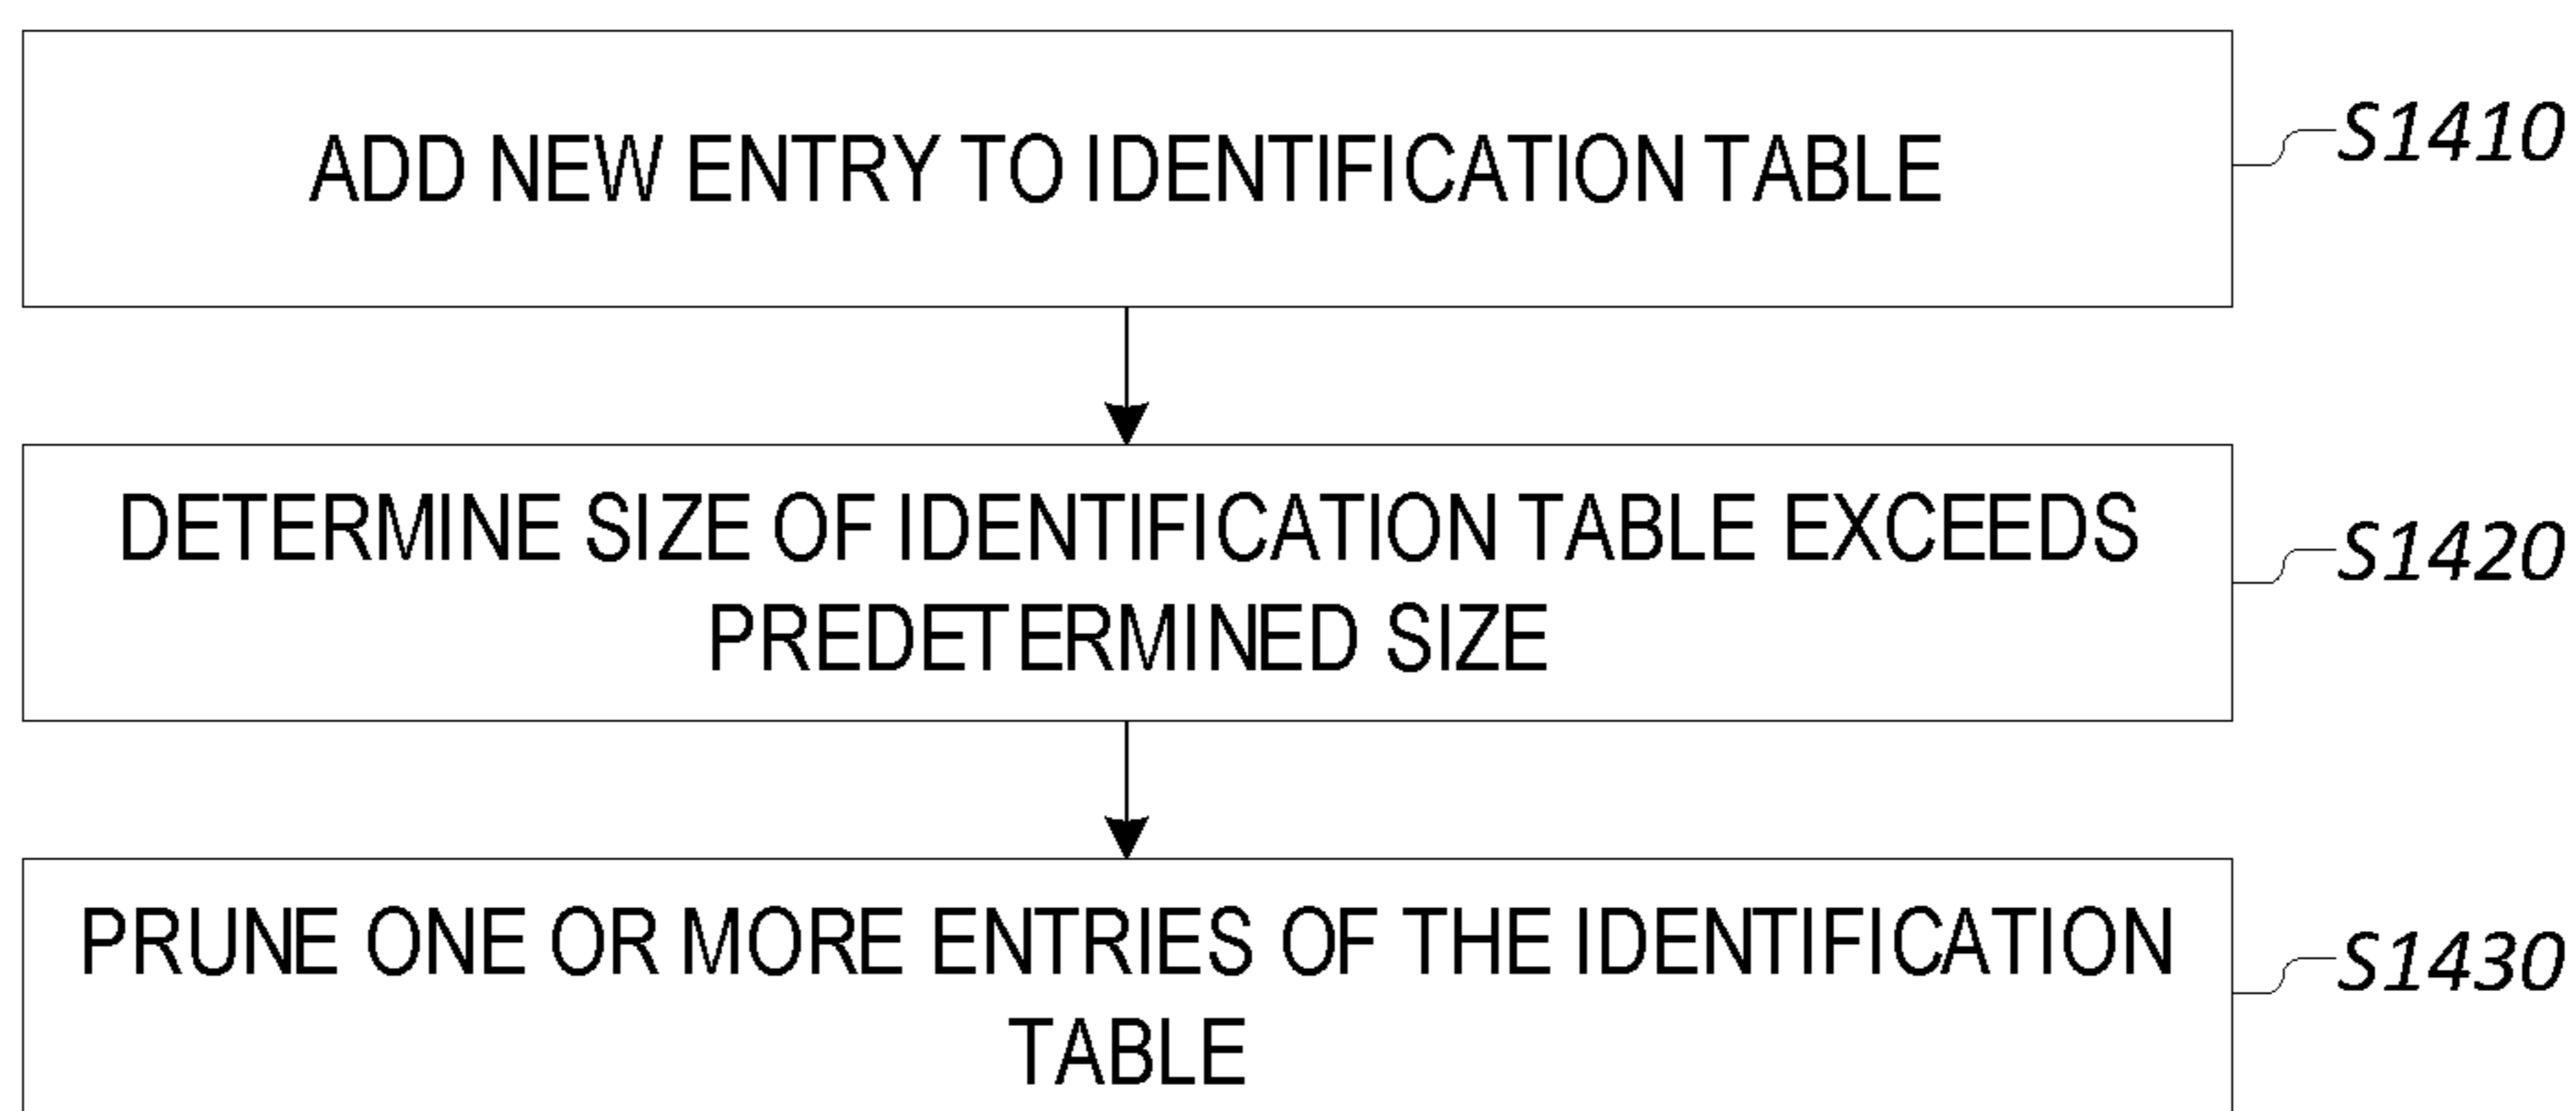 ADD NEW ENTRY TO IDENTIFICATION TABLE
S1410
DETERMINE SIZE OF IDENTIFICATION TABLE EXCEEDS
PREDETERMINED SIZE
S1420
PRUNE ONE OR MORE ENTRIES OF THE IDENTIFICATION
TABLE
S1430